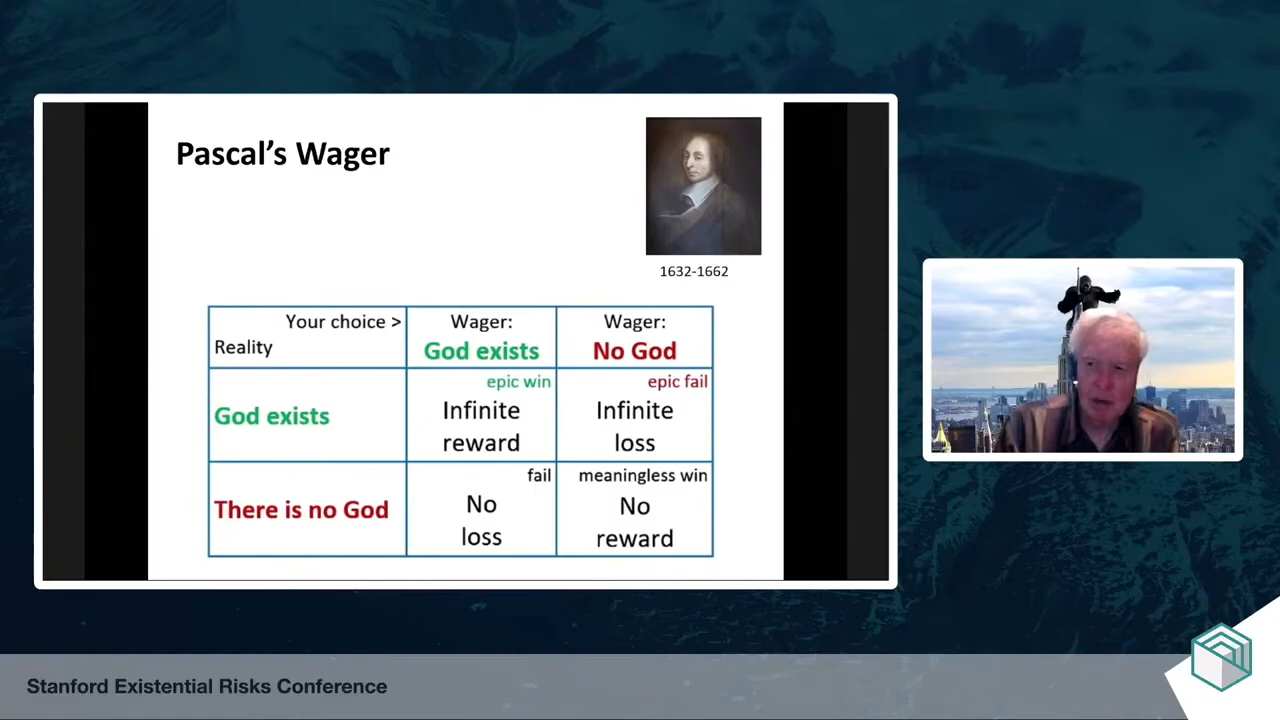 Pascal's Wager
1632-1662
Your choice >
Reality
Wager:
God exists
Wager:
No God
God exists
epic win
Infinite
reward
epic fail
Infinite
loss
There is no God
fail
No
loss
meaningless win
No
reward
Stanford Existential Risks Conference